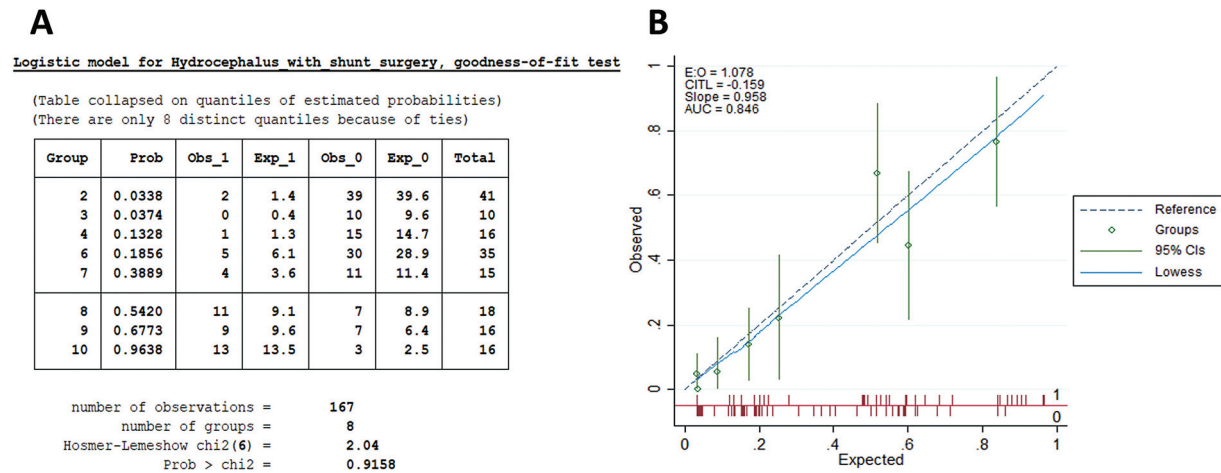 A
Logistic model for Hydrocephalus_with_shunt_surgery, goodness-of-fit test
(Table collapsed on quantiles of estimated probabilities)
(There are only 8 distinct quantiles because of ties)
Group Prob Obs_1 Exp_1 Obs_0 Exp_0 Total
2 0.0338 2 1.4 39 39.6 41
3 0.0374 0 0.4 10 9.6 10
4 0.1328 1 1.3 15 14.7 16
6 0.1856 5 6.1 30 28.9 35
7 0.3889 4 3.6 11 11.4 15
8 0.5420 11 9.1 7 8.9 18
9 0.6773 9 9.6 7 6.4 16
10 0.9638 13 13.5 3 2.5 16
number of observations = 167
number of groups = 8
Hosmer-Lemeshow chi2(6) = 2.04
Prob > chi2 = 0.9158
B
E:O = 1.078
CITL = -0.159
Slope = 0.958
AUC = 0.846
Observed
1
.8
.6
.4
.2
0
1
0
0 .2 .4 .6 .8 1
Expected
Reference
Groups
95% CIs
Lowess